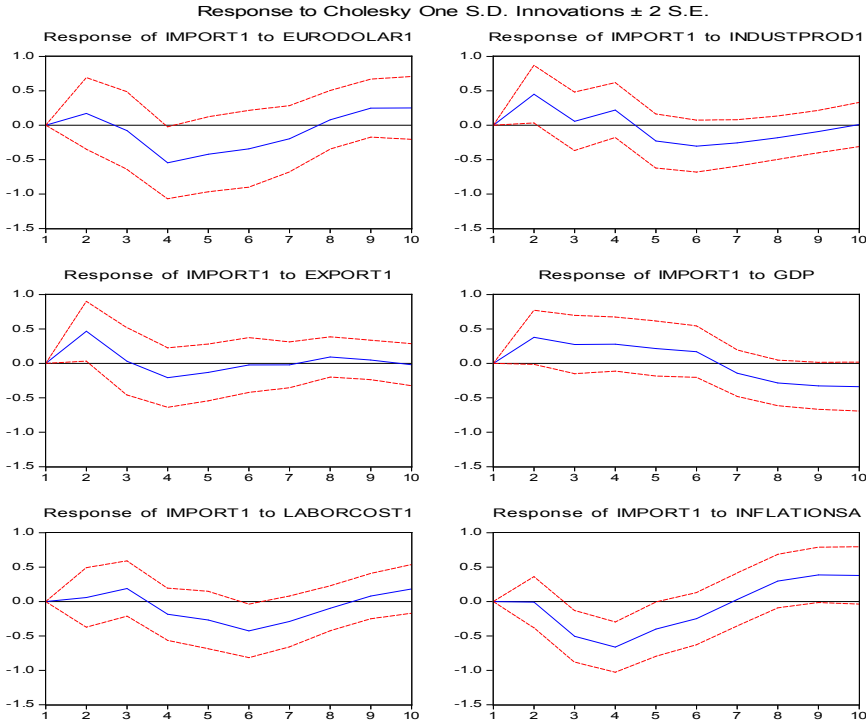 Response to Cholesky One S.D. Innovations ± 2 S.E.
Response of IMPORT1 to EURODOLAR1
1.0
0.5
0.0
-0.5
-1.0
-1.5
1 2 3 4 5 6 7 8 9 10
Response of IMPORT1 to INDUSTPROD1
1.0
0.5
0.0
-0.5
-1.0
-1.5
1 2 3 4 5 6 7 8 9 10
Response of IMPORT1 to EXPORT1
1.0
0.5
0.0
-0.5
-1.0
-1.5
1 2 3 4 5 6 7 8 9 10
Response of IMPORT1 to GDP
1.0
0.5
0.0
-0.5
-1.0
-1.5
1 2 3 4 5 6 7 8 9 10
Response of IMPORT1 to LABORCOST1
1.0
0.5
0.0
-0.5
-1.0
-1.5
1 2 3 4 5 6 7 8 9 10
Response of IMPORT1 to INFLATIONSA
1.0
0.5
0.0
-0.5
-1.0
-1.5
1 2 3 4 5 6 7 8 9 10